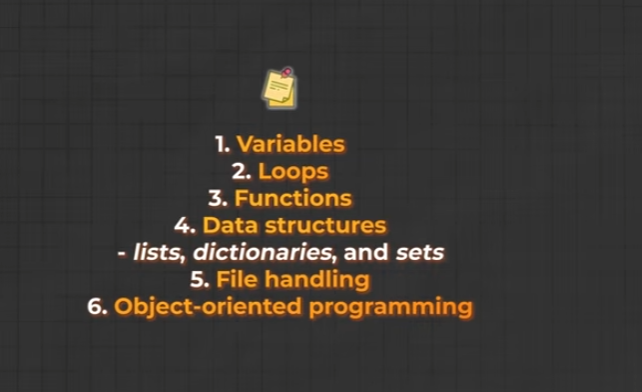 1. Variables
2. Loops
3. Functions
4. Data structures
- lists, dictionaries, and sets
5. File handling
6. Object-oriented programming